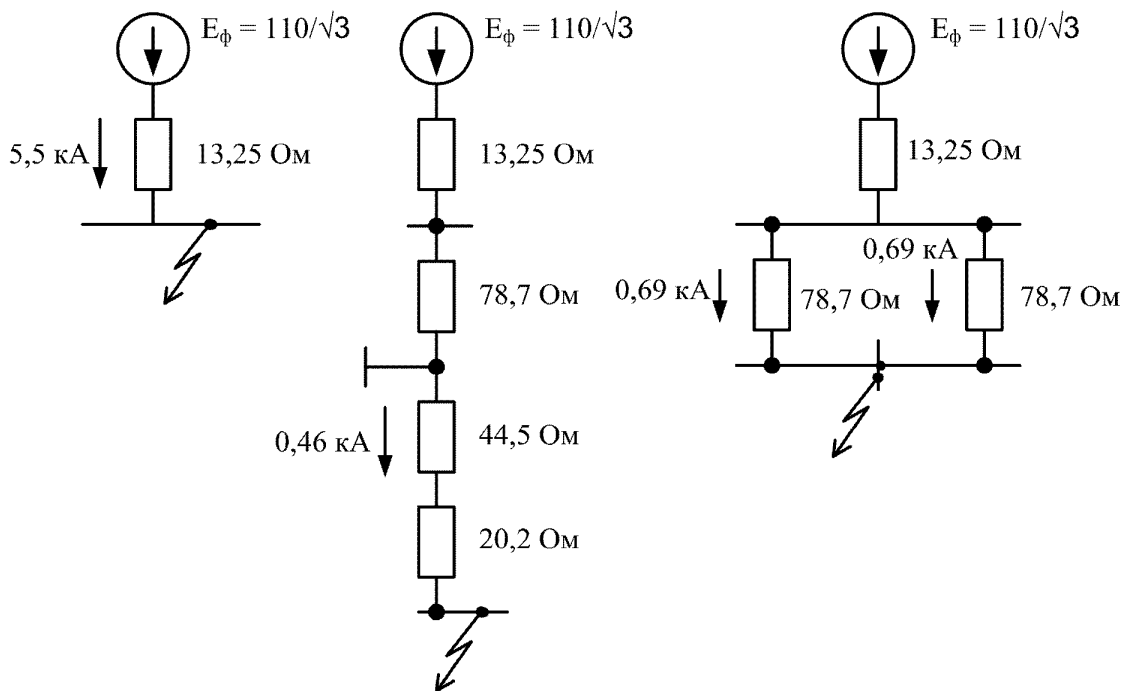 Eф = 110/√3
5,5 кА
13,25 Ом
Eф = 110/√3
13,25 Ом
78,7 Ом
0,46 кА
44,5 Ом
20,2 Ом
Eф = 110/√3
13,25 Ом
0,69 кА
0,69 кА
78,7 Ом
78,7 Ом